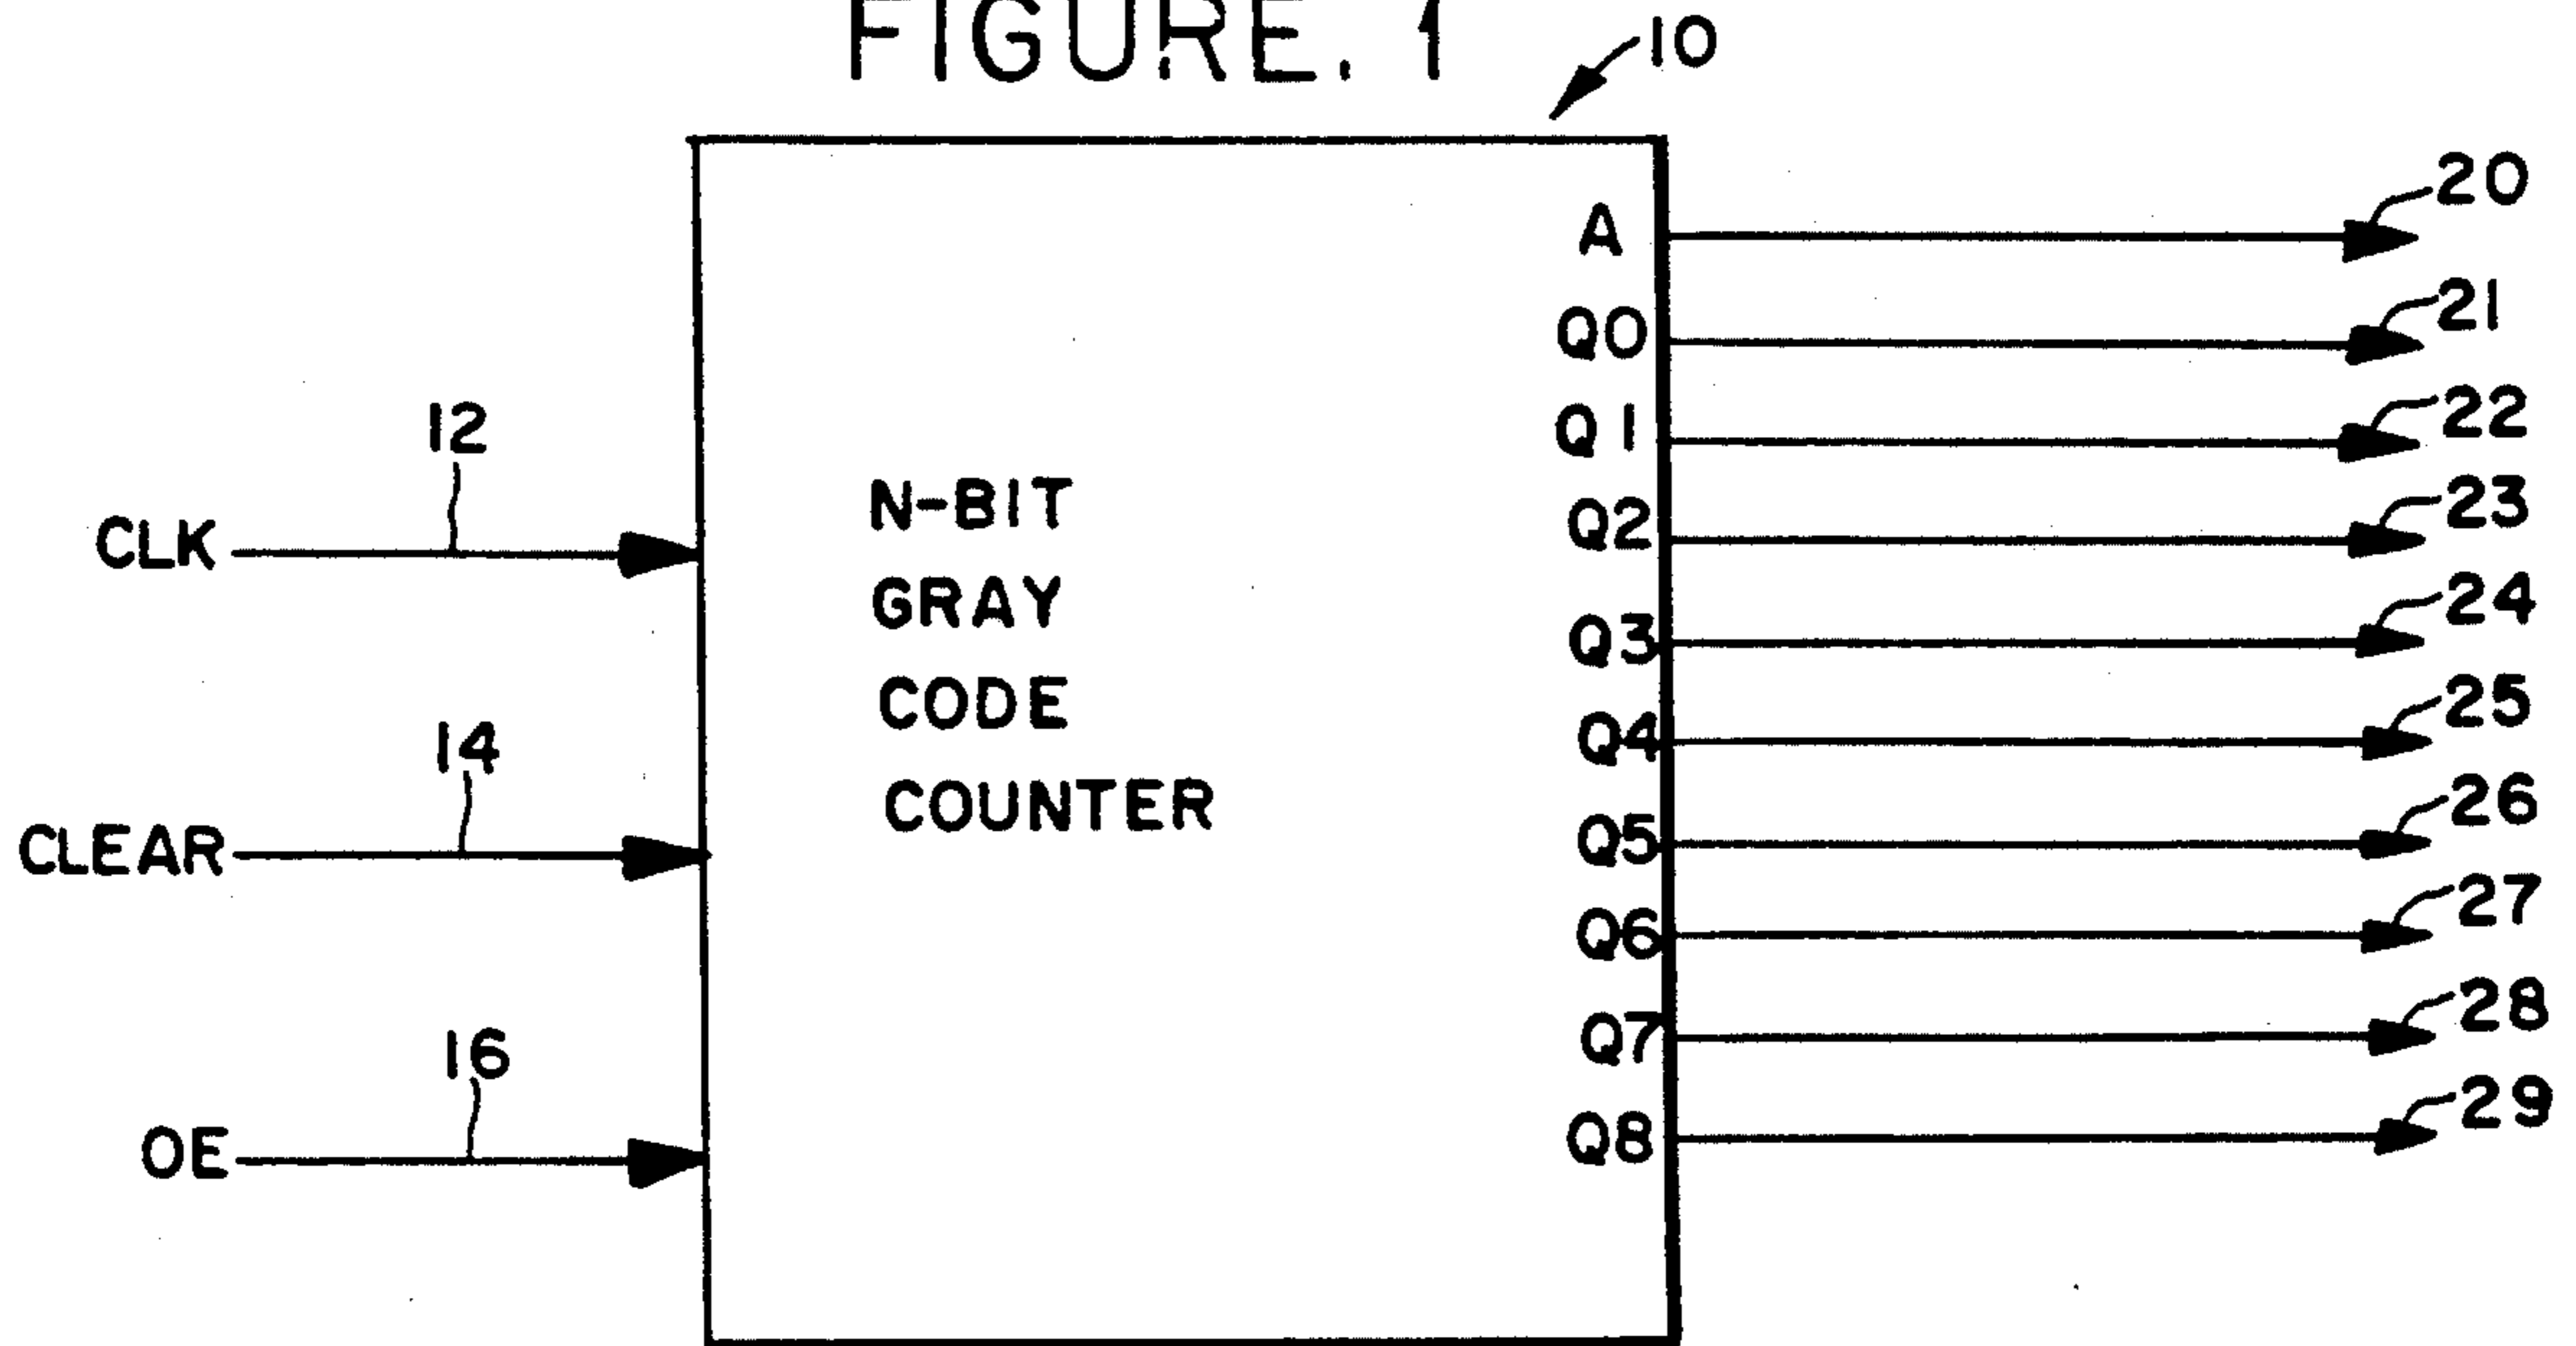 FIGURE. 1
10
A
20
Q0
21
Q1
22
Q2
23
Q3
24
Q4
25
Q5
26
Q6
27
Q7
28
Q8
29
12
CLK
14
CLEAR
16
OE
N-BIT
GRAY
CODE
COUNTER